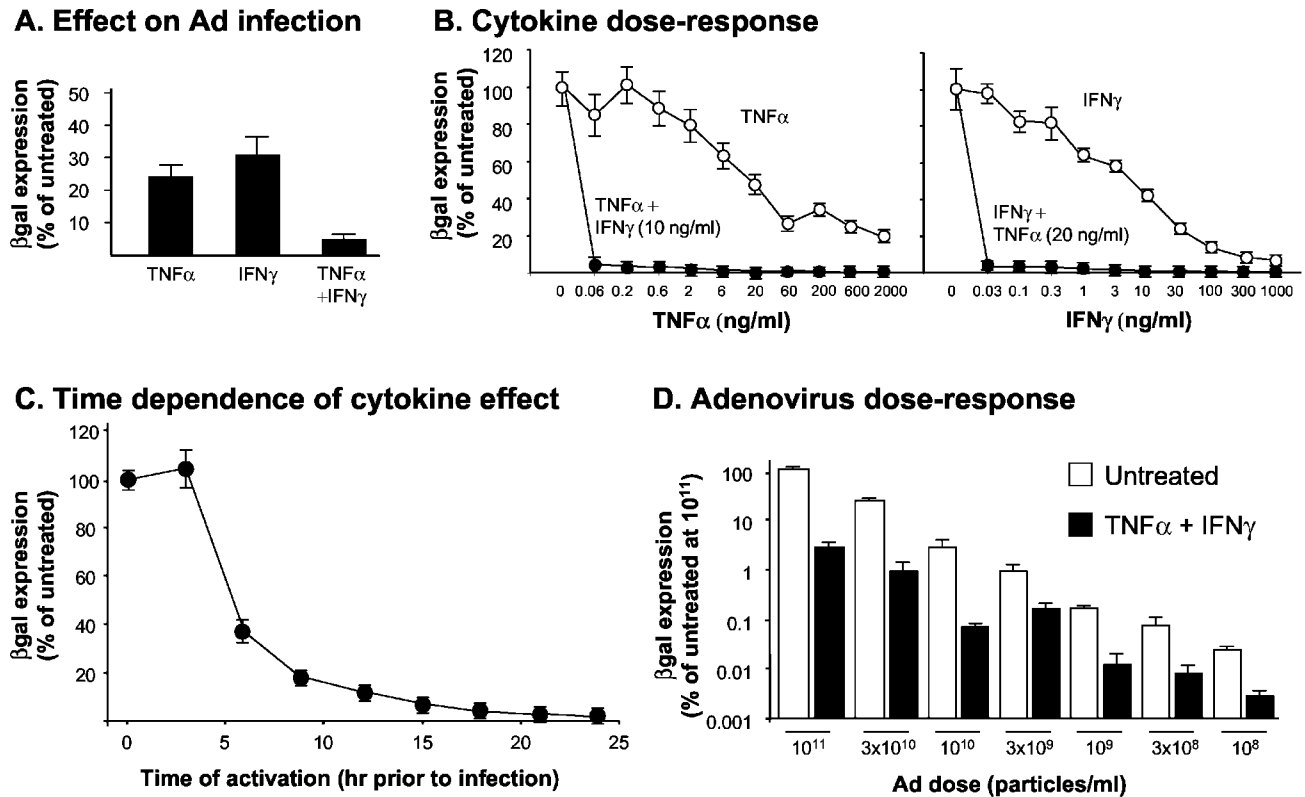 A. Effect on Ad infection
βgal expression
(% of untreated)
50
40
30
20
10
TNFα
IFNγ
TNFα
+IFNγ
B. Cytokine dose-response
βgal expression
(% of untreated)
120
100
80
60
40
20
TNFα
TNFα +
IFNγ (10 ng/ml)
0 0.06 0.2 0.6 2 6 20 60 200 600 2000
TNFα (ng/ml)
IFNγ
IFNγ +
TNFα (20 ng/ml)
0 0.03 0.1 0.3 1 3 10 30 100 300 1000
IFNγ (ng/ml)
C. Time dependence of cytokine effect
βgal expression
(% of untreated)
120
100
80
60
40
20
0 5 10 15 20 25
Time of activation (hr prior to infection)
D. Adenovirus dose-response
βgal expression
(% of untreated at 10¹¹)
100
10
1
0.1
0.01
0.001
Untreated
TNFα + IFNγ
10¹¹ 3x10¹⁰ 10¹⁰ 3x10⁹ 10⁹ 3x10⁸ 10⁸
Ad dose (particles/ml)